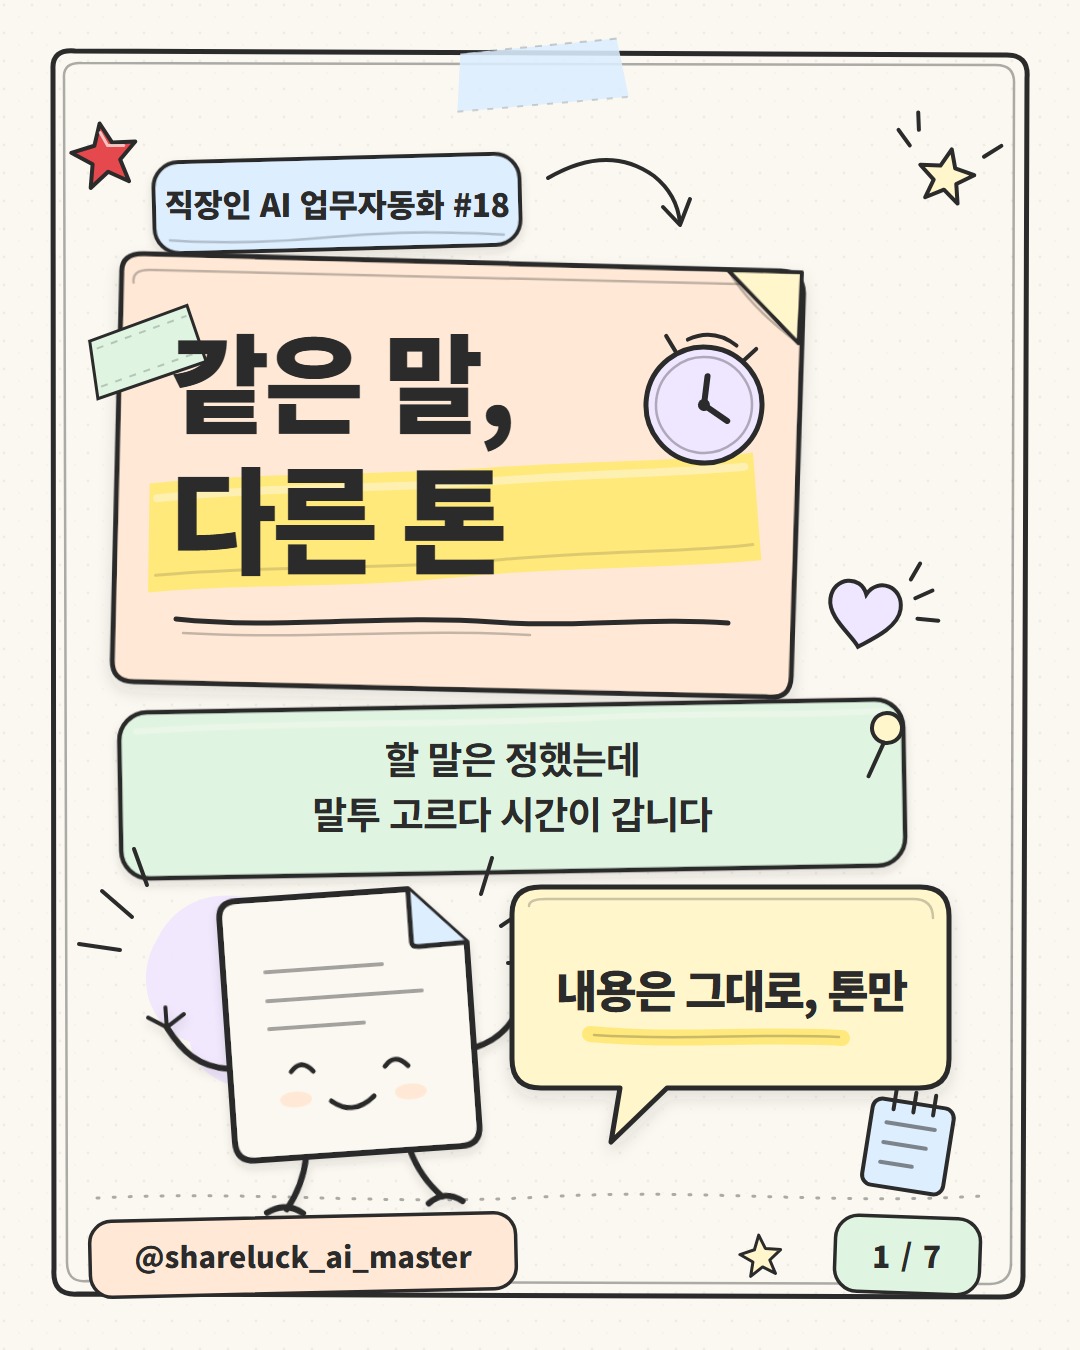 직장인 AI 업무자동화 #18
같은 말,
다른 톤
할 말은 정했는데
말투 고르다 시간이 갑니다
내용은 그대로, 톤만
@shareluck_ai_master
1 / 7